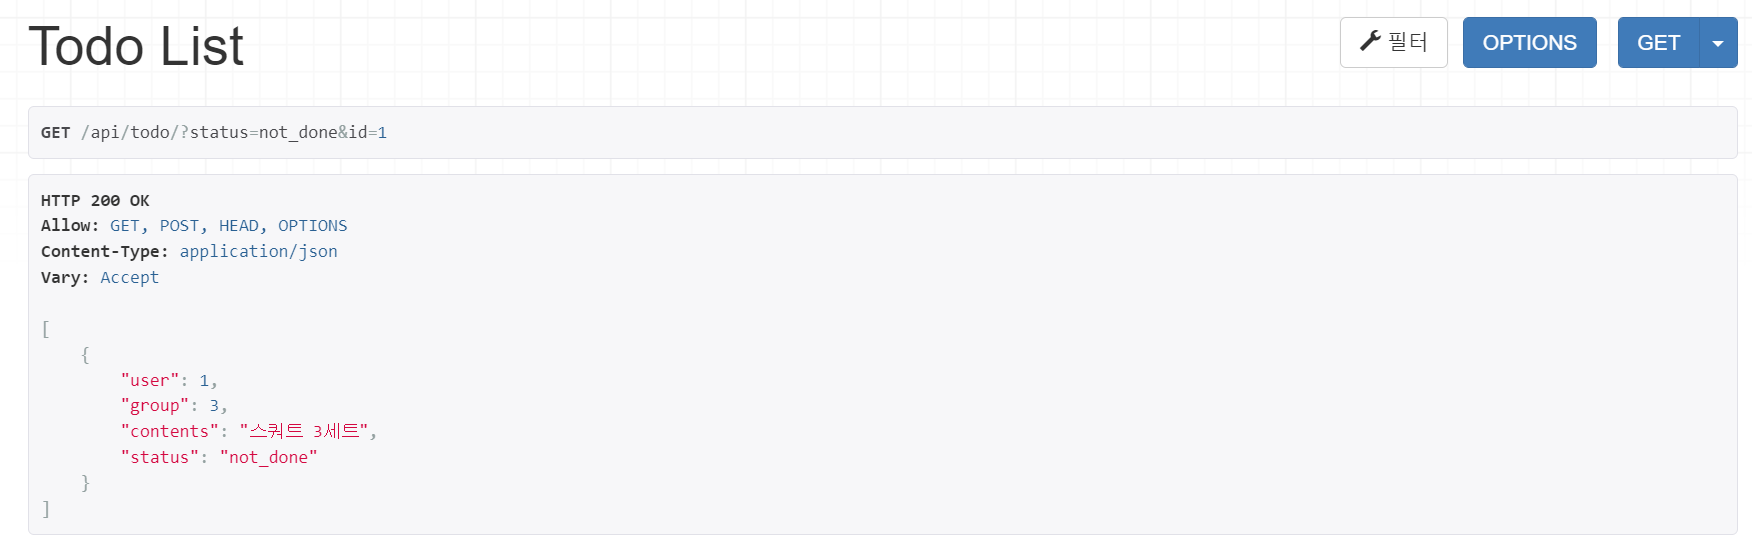 Todo List
필터
OPTIONS
GET
GET /api/todo/?status=not_done&id=1
HTTP 200 OK
Allow: GET, POST, HEAD, OPTIONS
Content-Type: application/json
Vary: Accept
[
    {
        "user": 1,
        "group": 3,
        "contents": "스쿼트 3세트",
        "status": "not_done"
    }
]